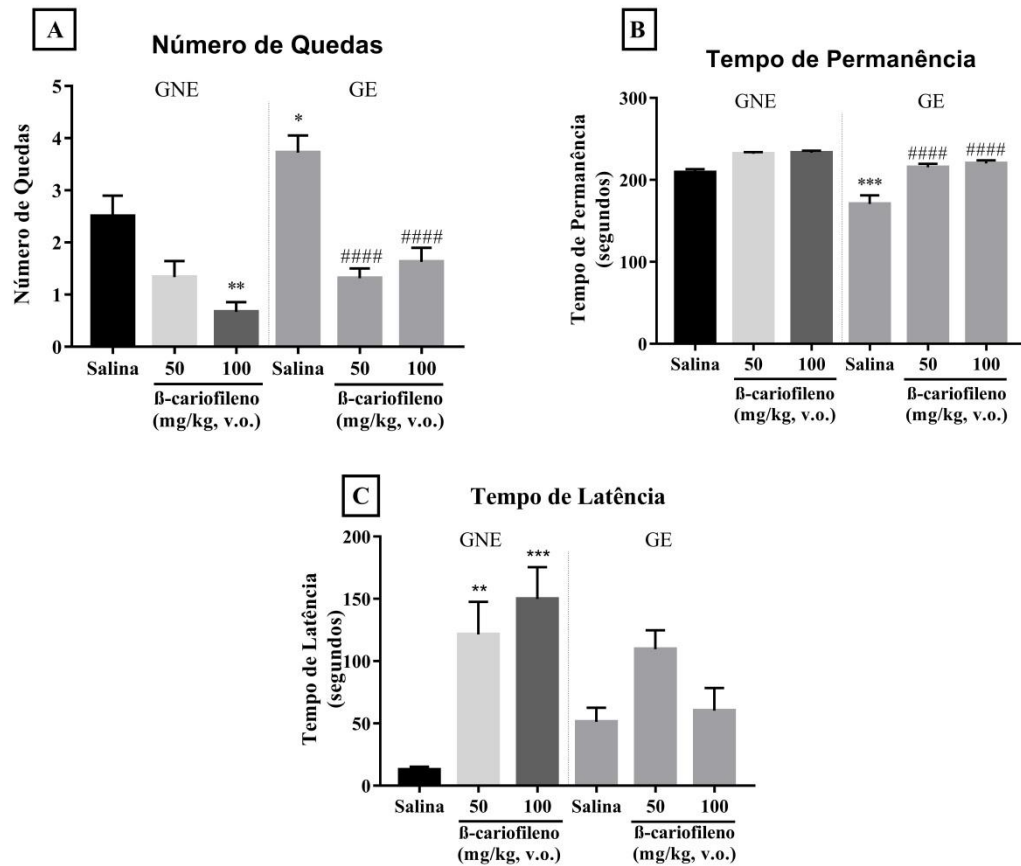 A
Número de Quedas
GNE
GE
Número de Quedas
5
4
3
2
1
0
*
**
####
####
Salina
50
100
Salina
50
100
ß-cariofileno
(mg/kg, v.o.)
ß-cariofileno
(mg/kg, v.o.)
B
Tempo de Permanência
GNE
GE
Tempo de Permanência
(segundos)
300
200
100
0
***
####
####
Salina
50
100
Salina
50
100
ß-cariofileno
(mg/kg, v.o.)
ß-cariofileno
(mg/kg, v.o.)
C
Tempo de Latência
GNE
GE
Tempo de Latência
(segundos)
200
150
100
50
0
**
***
Salina
50
100
Salina
50
100
ß-cariofileno
(mg/kg, v.o.)
ß-cariofileno
(mg/kg, v.o.)